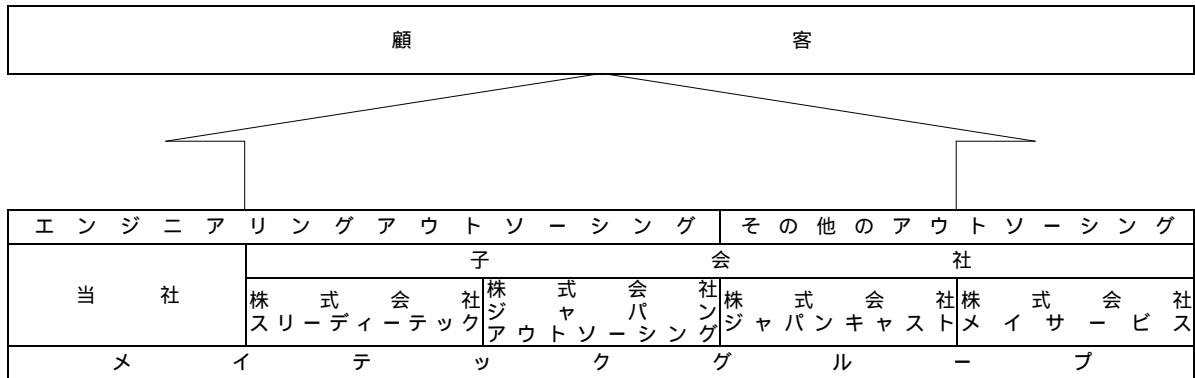 顧客
エンジニアリングアウトソーシング
その他のアウトソーシング
当社
子会社
株式会社
スリーディーテック
株式会社
ジャパン
アウトソーシング
株式会社
ジャパンキャスト
株式会社
メイサービス
メイテックグループ